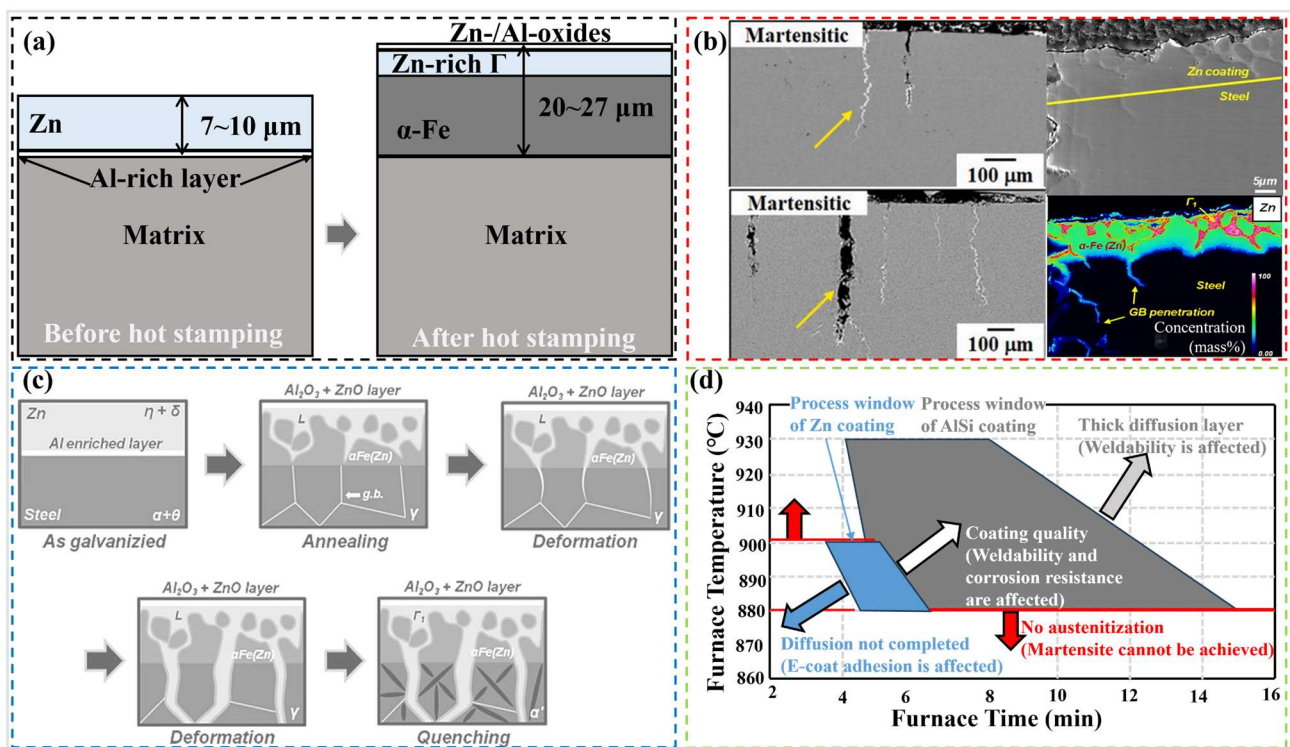 (a)
Zn
7~10 μm
Al-rich layer
Matrix
Before hot stamping
Zn-/Al-oxides
Zn-rich Γ
20~27 μm
α-Fe
Matrix
After hot stamping
(b)
Martensitic
100 μm
Zn coating
Steel
5μm
Martensitic
100 μm
Γ₁
Zn
α-Fe (Zn)
100
Steel
GB penetration
Concentration
(mass%)
0.00
(c)
Zn
η + δ
Al enriched layer
Steel
α+θ
As galvanizied
Al₂O₃ + ZnO layer
L
αFe(Zn)
g.b.
γ
Annealing
Al₂O₃ + ZnO layer
L
αFe(Zn)
γ
Deformation
Al₂O₃ + ZnO layer
L
αFe(Zn)
γ
Deformation
Al₂O₃ + ZnO layer
Γ₁
αFe(Zn)
α'
Quenching
(d)
Furnace Temperature (°C)
940
930
920
910
900
890
880
870
860
Process window
of Zn coating
Process window
of AlSi coating
Thick diffusion layer
(Weldability is affected)
Coating quality
(Weldability and
corrosion resistance
are affected)
Diffusion not completed
(E-coat adhesion is affected)
No austenitization
(Martensite cannot be achieved)
2 4 6 8 10 12 14 16
Furnace Time (min)